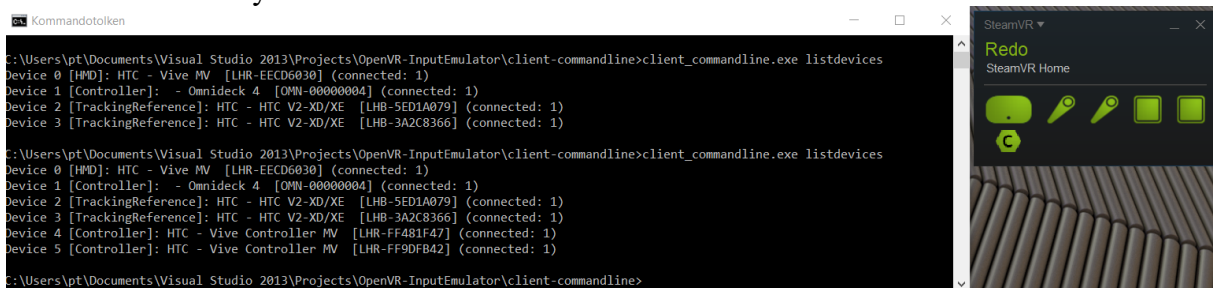 Kommandotolken
C:\Users\pt\Documents\Visual Studio 2013\Projects\OpenVR-InputEmulator\client-commandline>client_commandline.exe listdevices
Device 0 [HMD]: HTC - Vive MV [LHR-EECD6030] (connected: 1)
Device 1 [Controller]: - Omnideck 4 [OMN-00000004] (connected: 1)
Device 2 [TrackingReference]: HTC - HTC V2-XD/XE [LHB-5ED1A079] (connected: 1)
Device 3 [TrackingReference]: HTC - HTC V2-XD/XE [LHB-3A2C8366] (connected: 1)
C:\Users\pt\Documents\Visual Studio 2013\Projects\OpenVR-InputEmulator\client-commandline>client_commandline.exe listdevices
Device 0 [HMD]: HTC - Vive MV [LHR-EECD6030] (connected: 1)
Device 1 [Controller]: - Omnideck 4 [OMN-00000004] (connected: 1)
Device 2 [TrackingReference]: HTC - HTC V2-XD/XE [LHB-5ED1A079] (connected: 1)
Device 3 [TrackingReference]: HTC - HTC V2-XD/XE [LHB-3A2C8366] (connected: 1)
Device 4 [Controller]: HTC - Vive Controller MV [LHR-FF481F47] (connected: 1)
Device 5 [Controller]: HTC - Vive Controller MV [LHR-FF9DFB42] (connected: 1)
C:\Users\pt\Documents\Visual Studio 2013\Projects\OpenVR-InputEmulator\client-commandline>
SteamVR
Redo
SteamVR Home
C